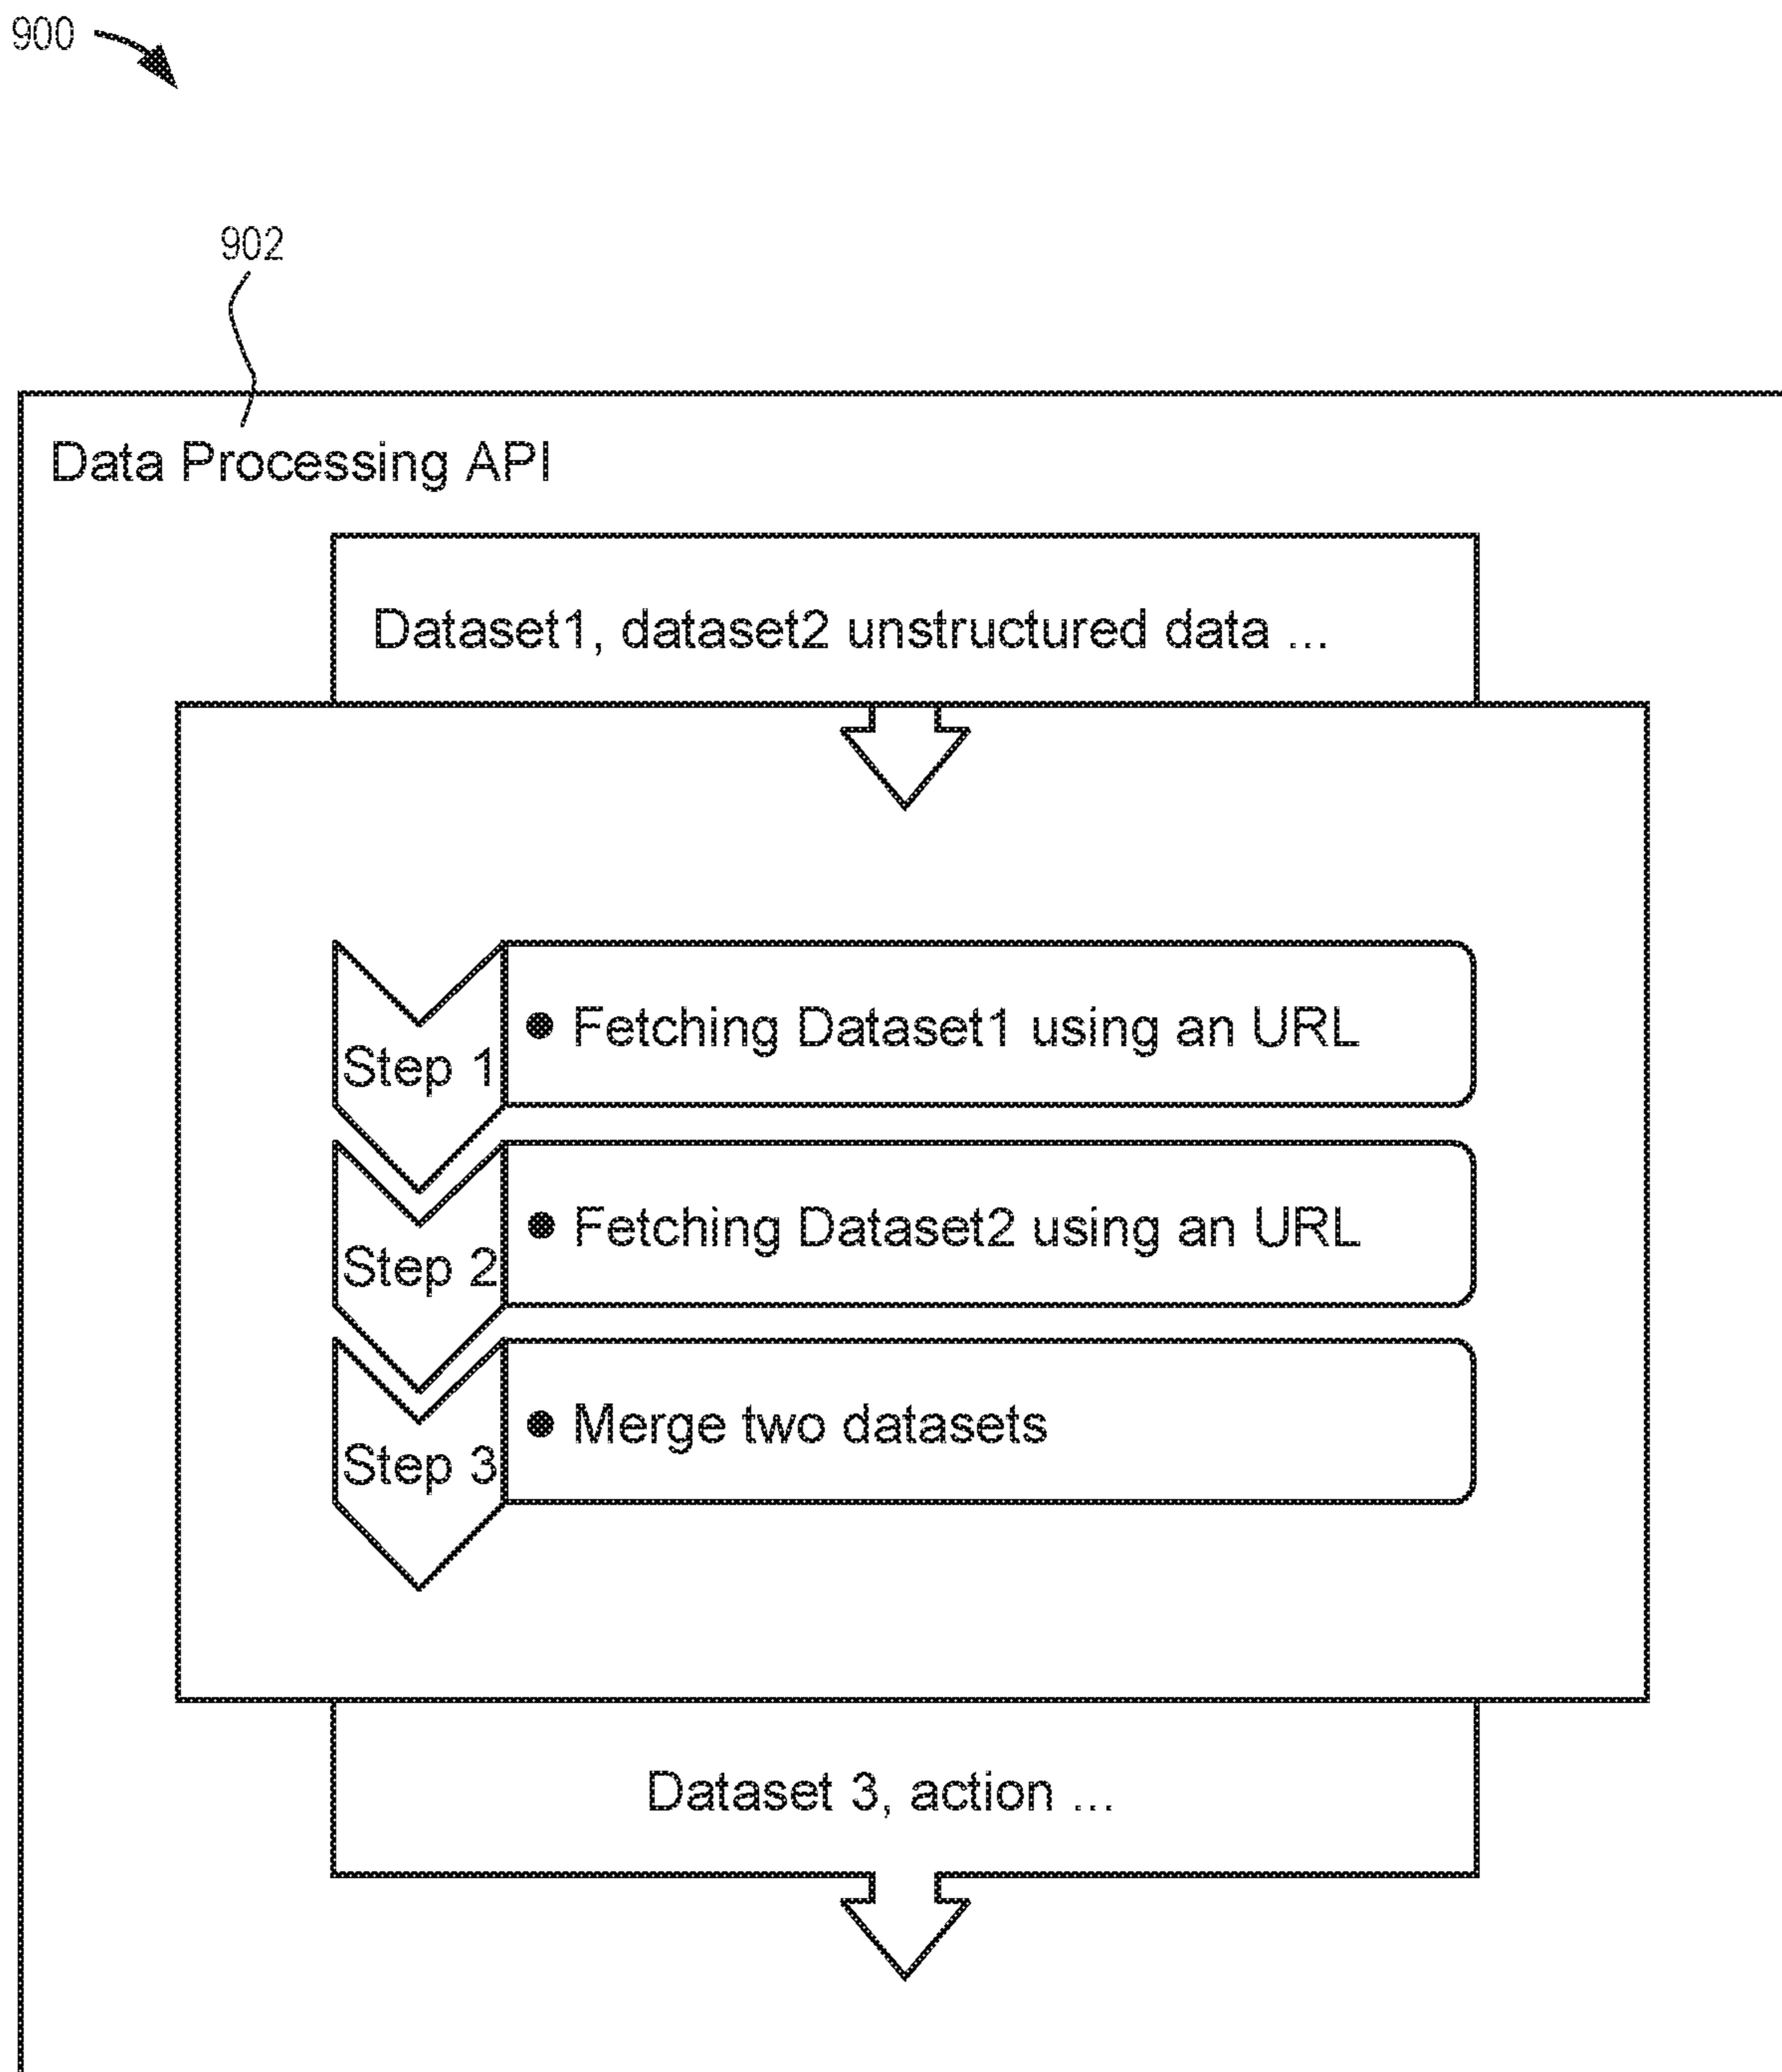 900
902
Data Processing API
Dataset1, dataset2 unstructured data ...
Step 1
• Fetching Dataset1 using an URL
Step 2
• Fetching Dataset2 using an URL
Step 3
• Merge two datasets
Dataset 3, action ...